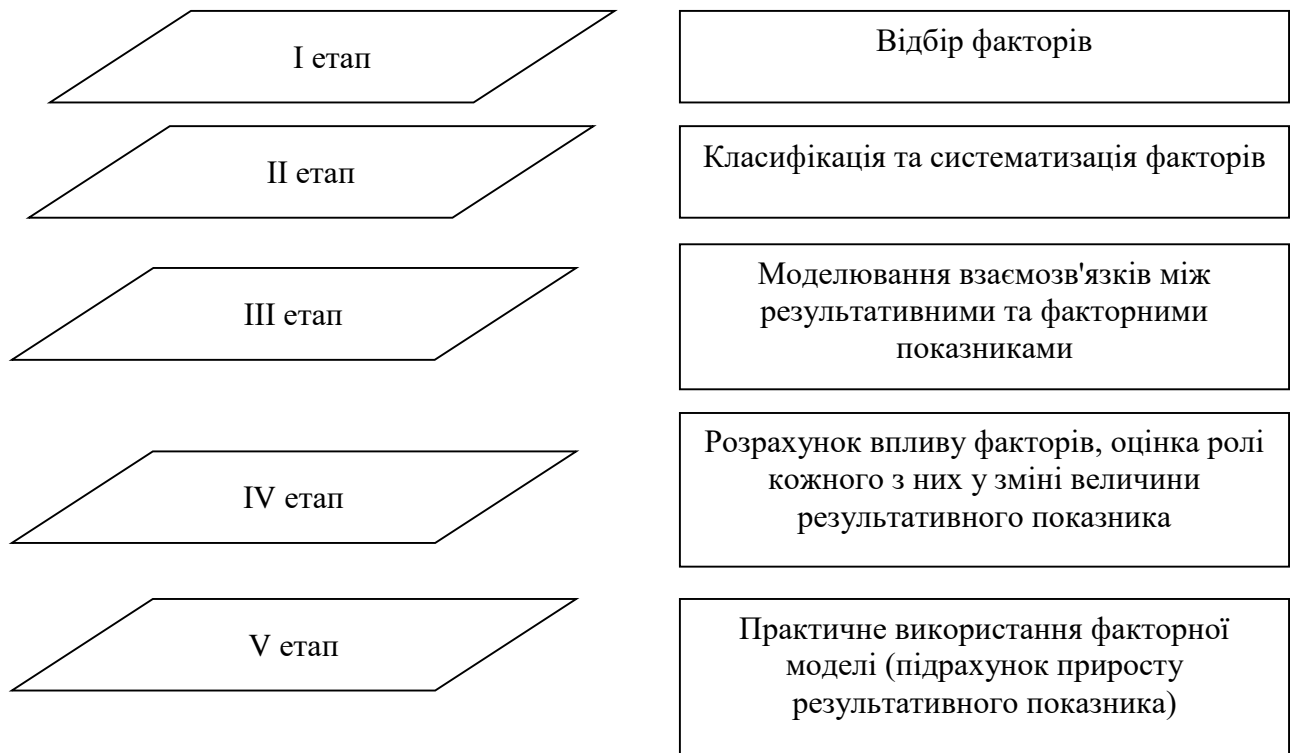 I етап
Відбір факторів
II етап
Класифікація та систематизація факторів
III етап
Моделювання взаємозв'язків між
результативними та факторними
показниками
IV етап
Розрахунок впливу факторів, оцінка ролі
кожного з них у зміні величини
результативного показника
V етап
Практичне використання факторної
моделі (підрахунок приросту
результативного показника)